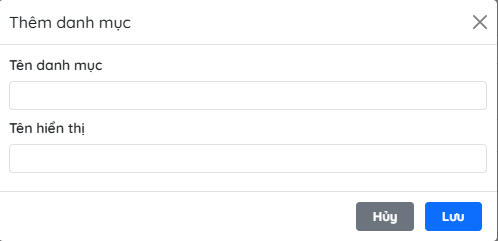 Thêm danh mục
Tên danh mục
Tên hiển thị
Hủy
Lưu